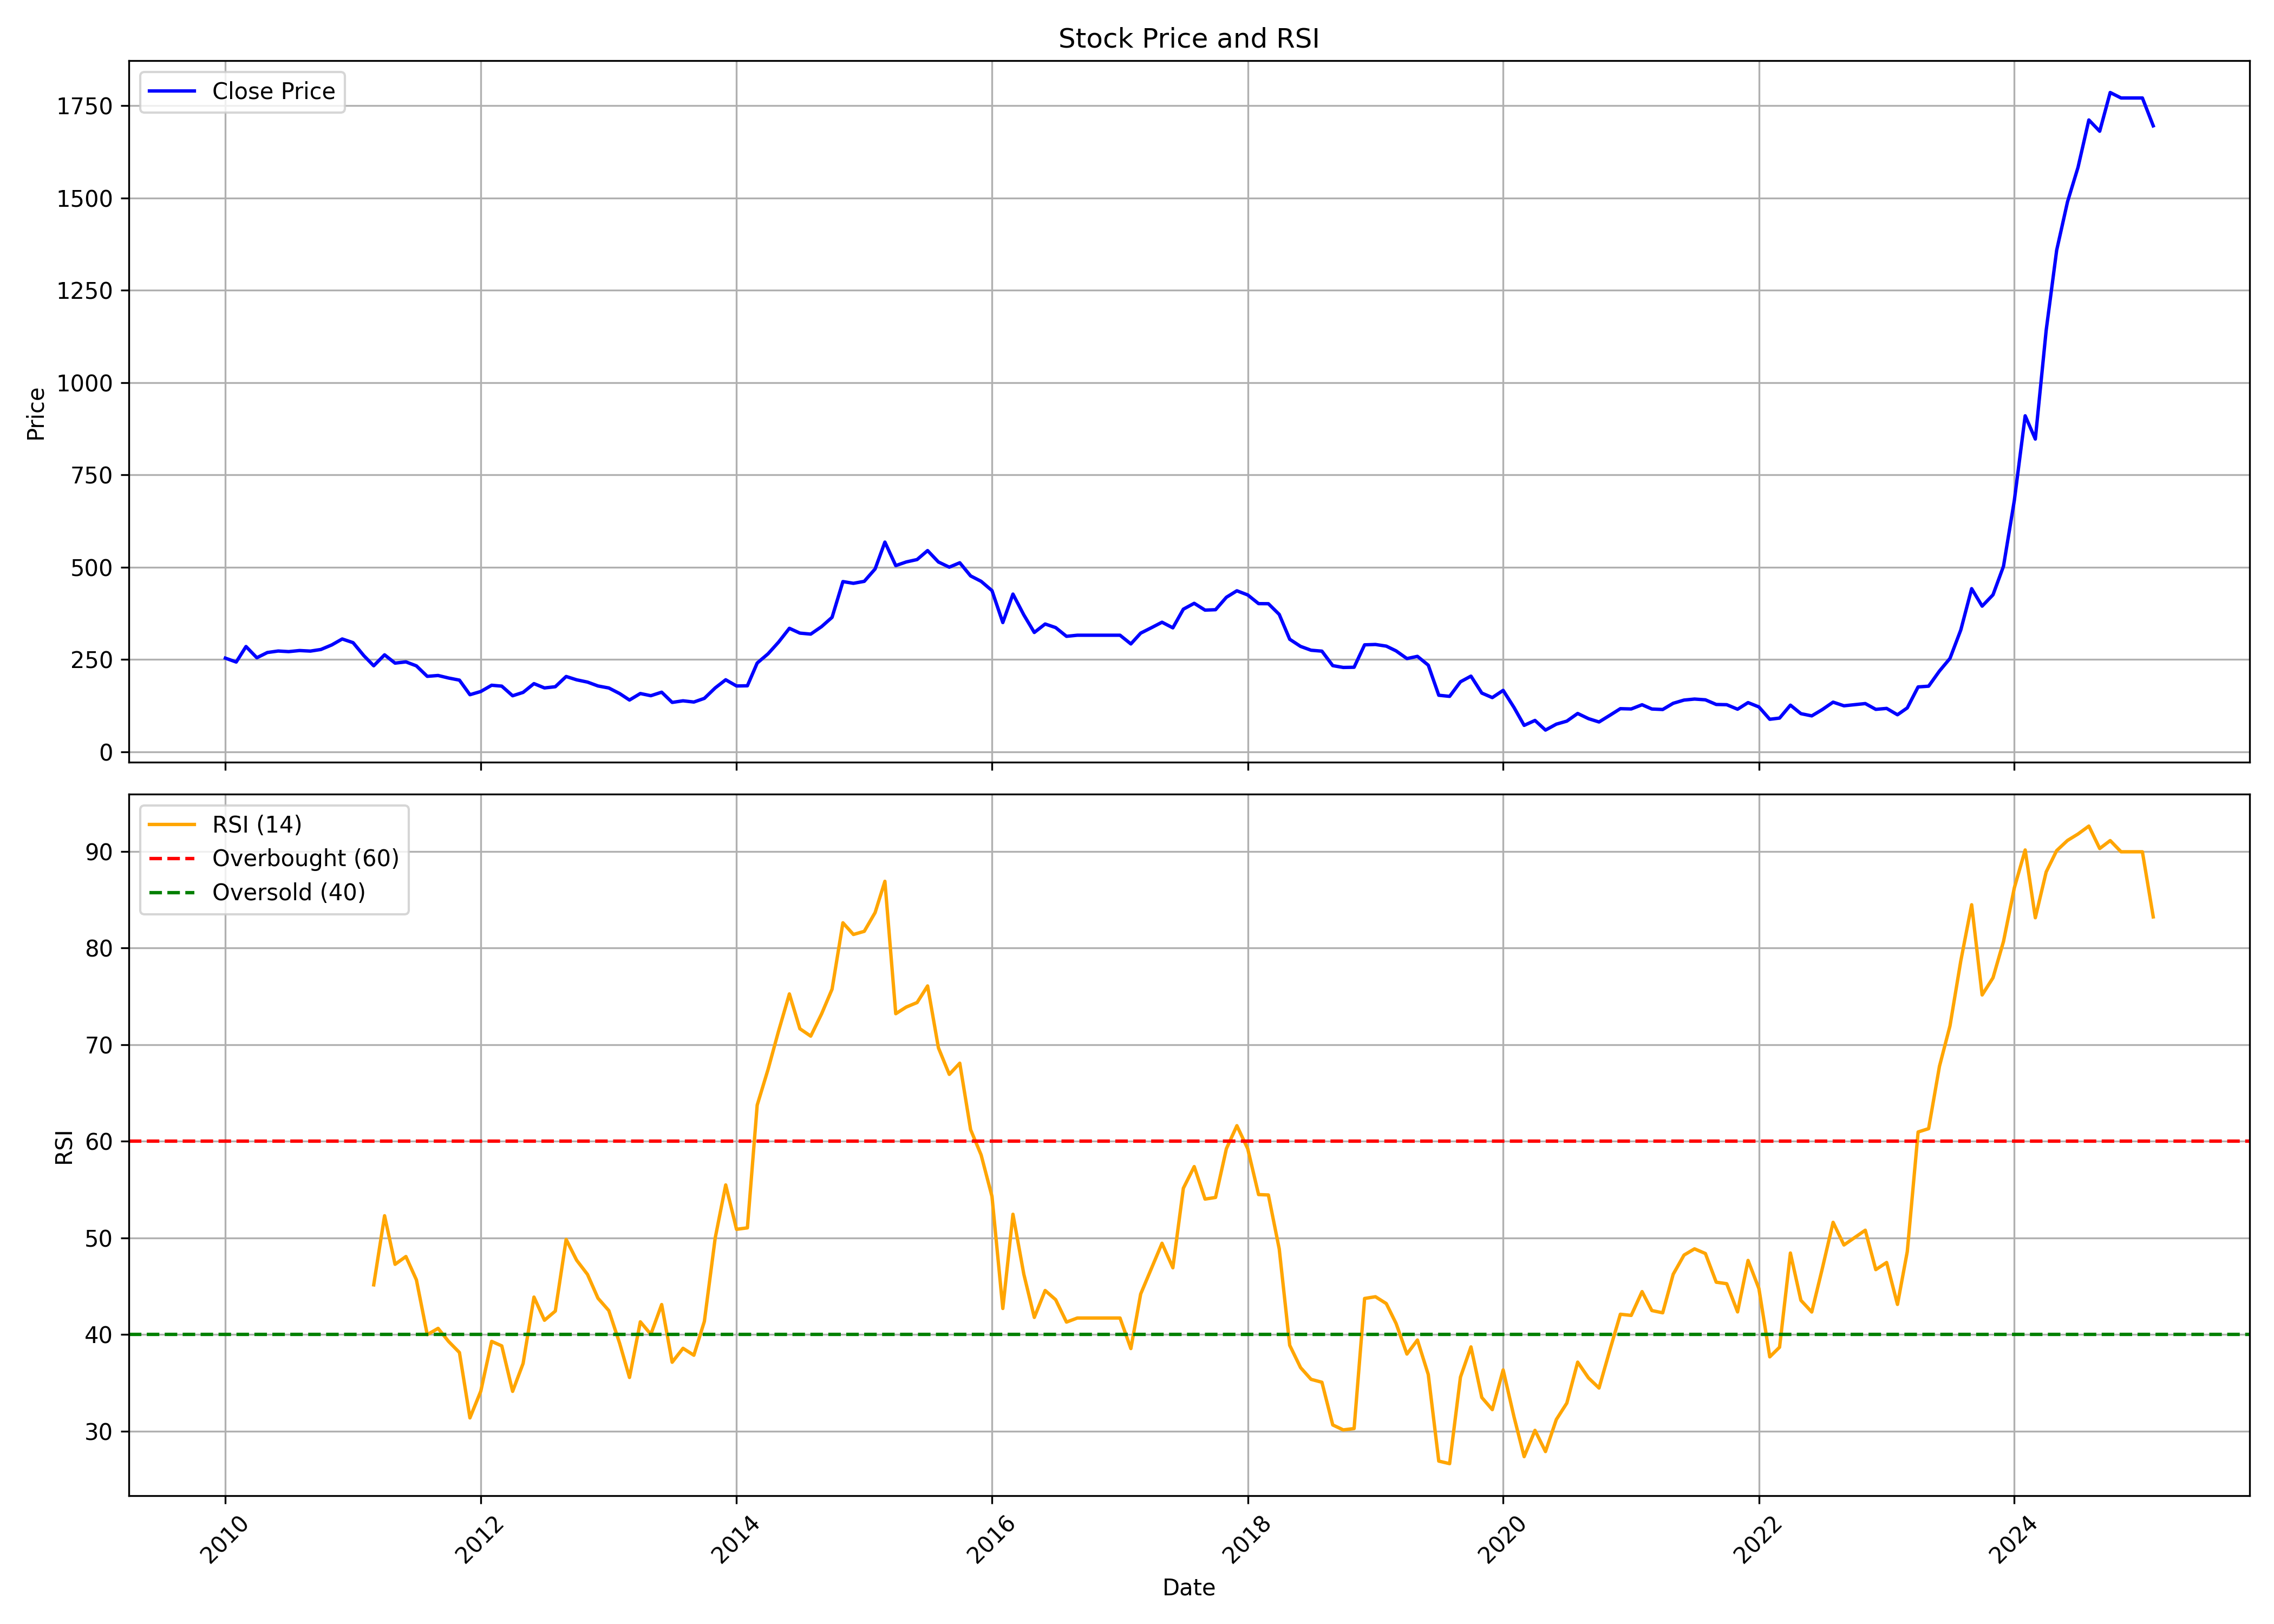 Stock Price and RSI
Close Price
1750
1500
1250
1000
750
500
250
0
Price
RSI (14)
Overbought (60)
Oversold (40)
90
80
70
60
50
40
30
RSI
2010
2012
2014
2016
2018
2020
2022
2024
Date